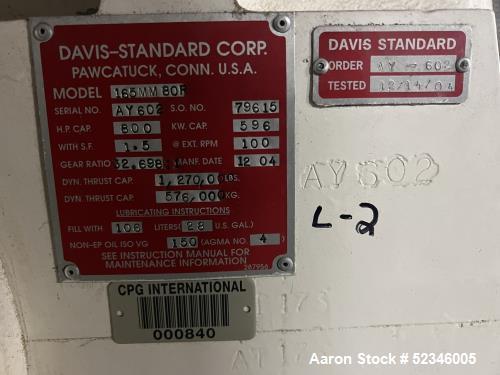 DAVIS-STANDARD CORP.
PAWCATUCK, CONN. U.S.A.
MODEL 165MM 80R
SERIAL NO. AY602 S.O. NO. 79615
H.P. CAP. 800 KW. CAP. 596
WITH S.F. 1.5 @ EXT. RPM 100
GEAR RATIO MANF. DATE 12 04
DYN. THRUST CAP. 1,270,00 LBS.
DYN. THRUST CAP. 576,00 KG.
LUBRICATING INSTRUCTIONS
FILL WITH 106 LITERS (28 U.S. GAL.)
NON-EP OIL ISO VG 150 (AGMA NO. 4 )
SEE INSTRUCTION MANUAL FOR
MAINTENANCE INFORMATION
207956
DAVIS STANDARD
ORDER AY - 602
TESTED 12/14/04
AY602
L-2
CPG INTERNATIONAL
000840
Aaron Stock # 52346005